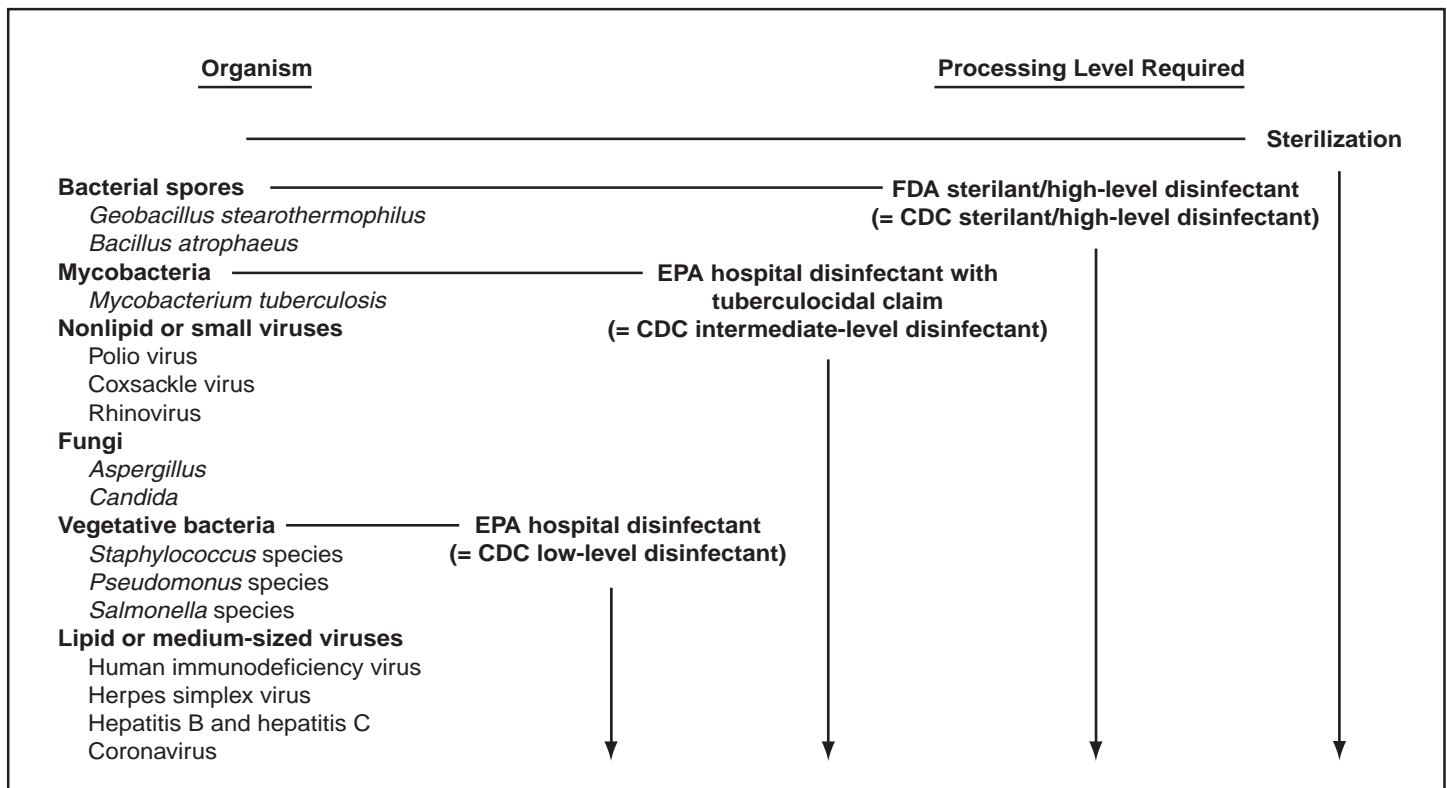 Organism Processing Level Required
Sterilization
Bacterial spores FDA sterilant/high-level disinfectant
Geobacillus stearothermophilus (= CDC sterilant/high-level disinfectant)
Bacillus atrophaeus
Mycobacteria EPA hospital disinfectant with
Mycobacterium tuberculosis tuberculocidal claim
Nonlipid or small viruses (= CDC intermediate-level disinfectant)
Polio virus
Coxsackle virus
Rhinovirus
Fungi
Aspergillus
Candida
Vegetative bacteria EPA hospital disinfectant
Staphylococcus species (= CDC low-level disinfectant)
Pseudomonus species
Salmonella species
Lipid or medium-sized viruses
Human immunodeficiency virus
Herpes simplex virus
Hepatitis B and hepatitis C
Coronavirus